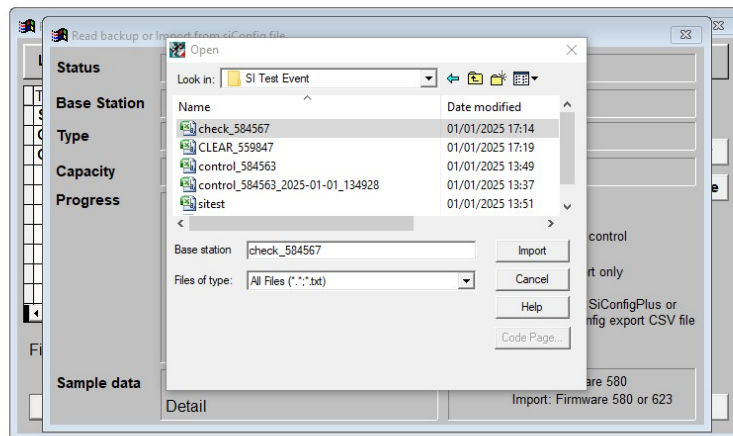 Read backup or Import from siConfig file
Open
Look in:
SI Test Event
Status
Base Station
Type
Capacity
Progress
Sample data
Name
Date modified
check_584567
01/01/2025 17:14
CLEAR_559847
01/01/2025 17:19
control_584563
01/01/2025 13:49
control_584563_2025-01-01_134928
01/01/2025 13:37
sitest
01/01/2025 13:51
Base station
check_584567
Import
Files of type:
All Files (*.*;*.txt)
Cancel
Help
Code Page...
control
rt only
SiConfigPlus or
nfig export CSV file
Detail
are 580
Import: Firmware 580 or 623